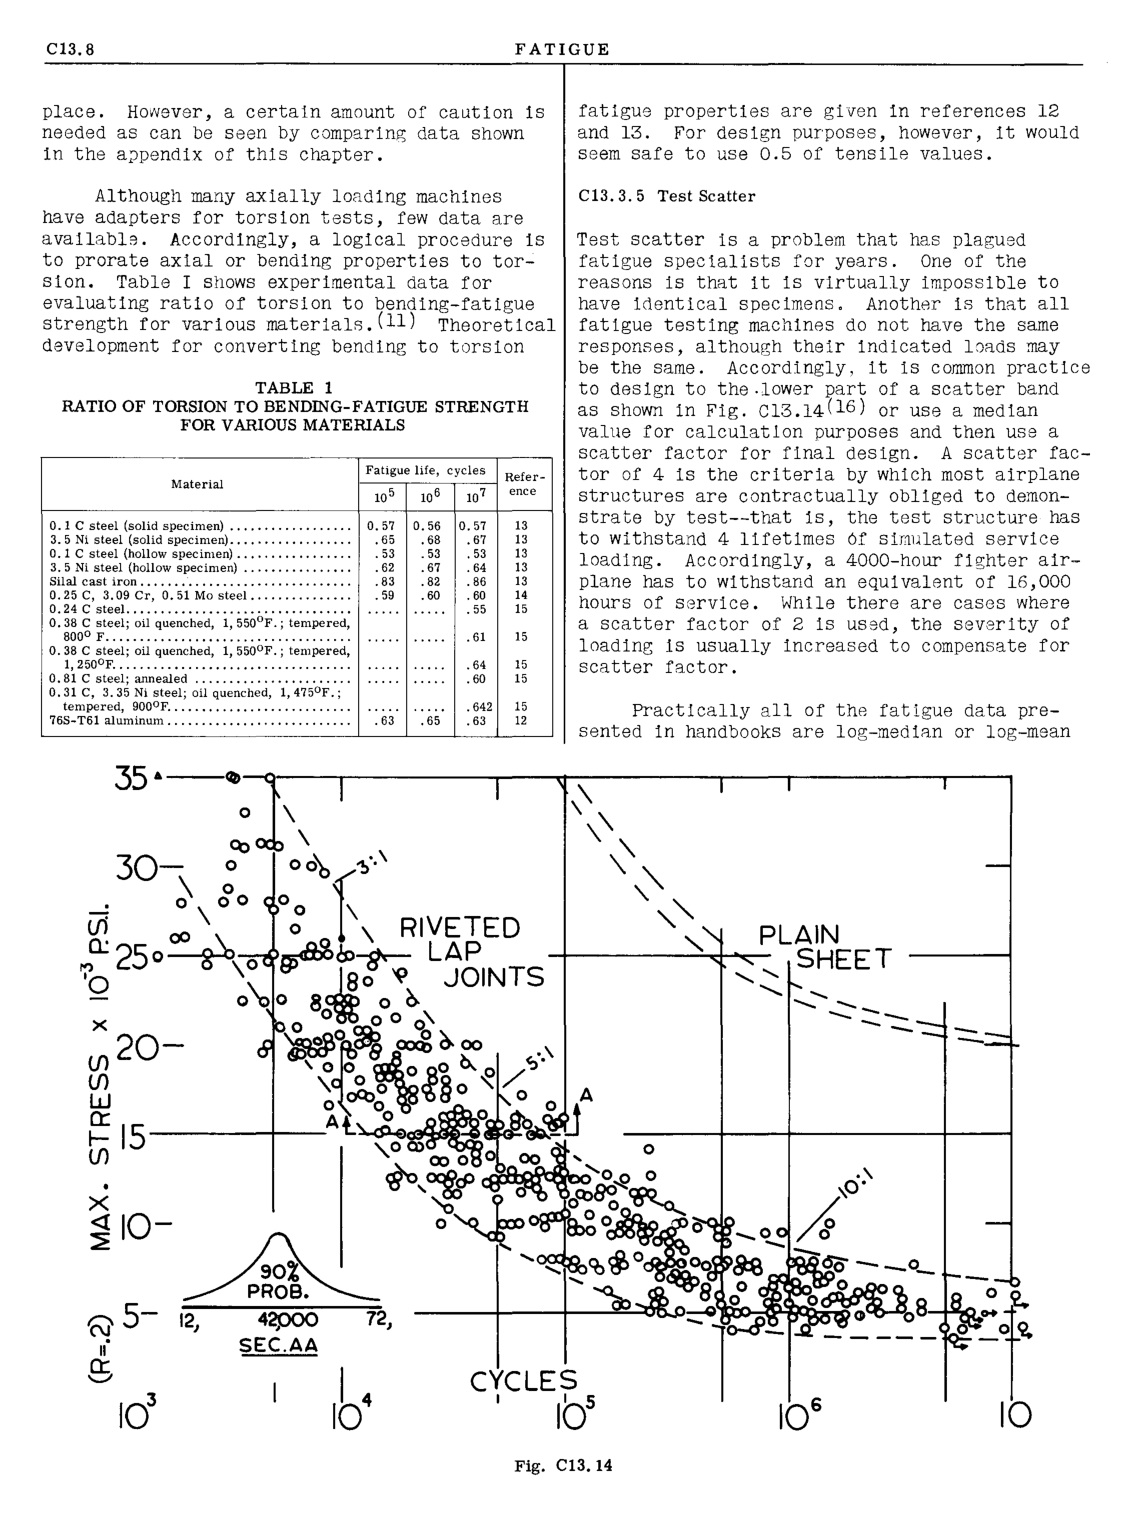 C13.8
FATIGUE
place. However, a certain amount of caution is
needed as can be seen by comparing data shown
in the appendix of this chapter.
Although many axially loading machines
have adapters for torsion tests, few data are
available. Accordingly, a logical procedure is
to prorate axial or bending properties to tor-
sion. Table I shows experimental data for
evaluating ratio of torsion to bending-fatigue
strength for various materials.(11) Theoretical
development for converting bending to torsion
TABLE 1
RATIO OF TORSION TO BENDING-FATIGUE STRENGTH
FOR VARIOUS MATERIALS
Material
Fatigue life, cycles
Refer-
ence
10⁵ 10⁶ 10⁷
0.1 C steel (solid specimen) .................. 0.57 0.56 0.57 13
3.5 Ni steel (solid specimen).................. .65 .68 .67 13
0.1 C steel (hollow specimen) ................. .53 .53 .53 13
3.5 Ni steel (hollow specimen) ................ .62 .67 .64 13
Silal cast iron................................ .83 .82 .86 13
0.25 C, 3.09 Cr, 0.51 Mo steel ............... .59 .60 .60 14
0.24 C steel.................................. ..... ..... .55 15
0.38 C steel; oil quenched, 1,550°F.; tempered,
800° F..................................... ..... ..... .61 15
0.38 C steel; oil quenched, 1,550°F.; tempered,
1,250°F.................................... ..... ..... .64 15
0.81 C steel; annealed ........................ ..... ..... .60 15
0.31 C, 3.35 Ni steel; oil quenched, 1,475°F.;
tempered, 900°F............................ ..... ..... .642 15
76S-T61 aluminum ............................ .63 .65 .63 12
fatigue properties are given in references 12
and 13. For design purposes, however, it would
seem safe to use 0.5 of tensile values.
C13.3.5 Test Scatter
Test scatter is a problem that has plagued
fatigue specialists for years. One of the
reasons is that it is virtually impossible to
have identical specimens. Another is that all
fatigue testing machines do not have the same
responses, although their indicated loads may
be the same. Accordingly, it is common practice
to design to the lower part of a scatter band
as shown in Fig. C13.14(16) or use a median
value for calculation purposes and then use a
scatter factor for final design. A scatter fac-
tor of 4 is the criteria by which most airplane
structures are contractually obliged to demon-
strate by test--that is, the test structure has
to withstand 4 lifetimes of simulated service
loading. Accordingly, a 4000-hour fighter air-
plane has to withstand an equivalent of 16,000
hours of service. While there are cases where
a scatter factor of 2 is used, the severity of
loading is usually increased to compensate for
scatter factor.
Practically all of the fatigue data pre-
sented in handbooks are log-median or log-mean
35
30
25
20
15
10
5
(R=.2) MAX. STRESS x 10⁻³ P.S.I.
3:1
RIVETED
LAP
JOINTS
PLAIN
SHEET
5:1
A
A
10:1
90%
PROB.
12, 42,000 72,
SEC.AA
CYCLES
10³ 10⁴ 10⁵ 10⁶ 10
Fig. C13.14